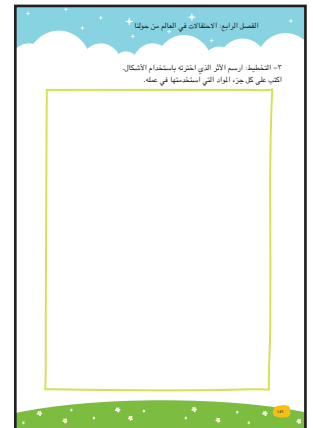 الفصل الرابع: الاحتفالات في العالم من حولنا
٣- التخطيط: ارسم الأثر الذي اخترته باستخدام الأشكال.
اكتب على كل جزء المواد التي استخدمتها في عمله.